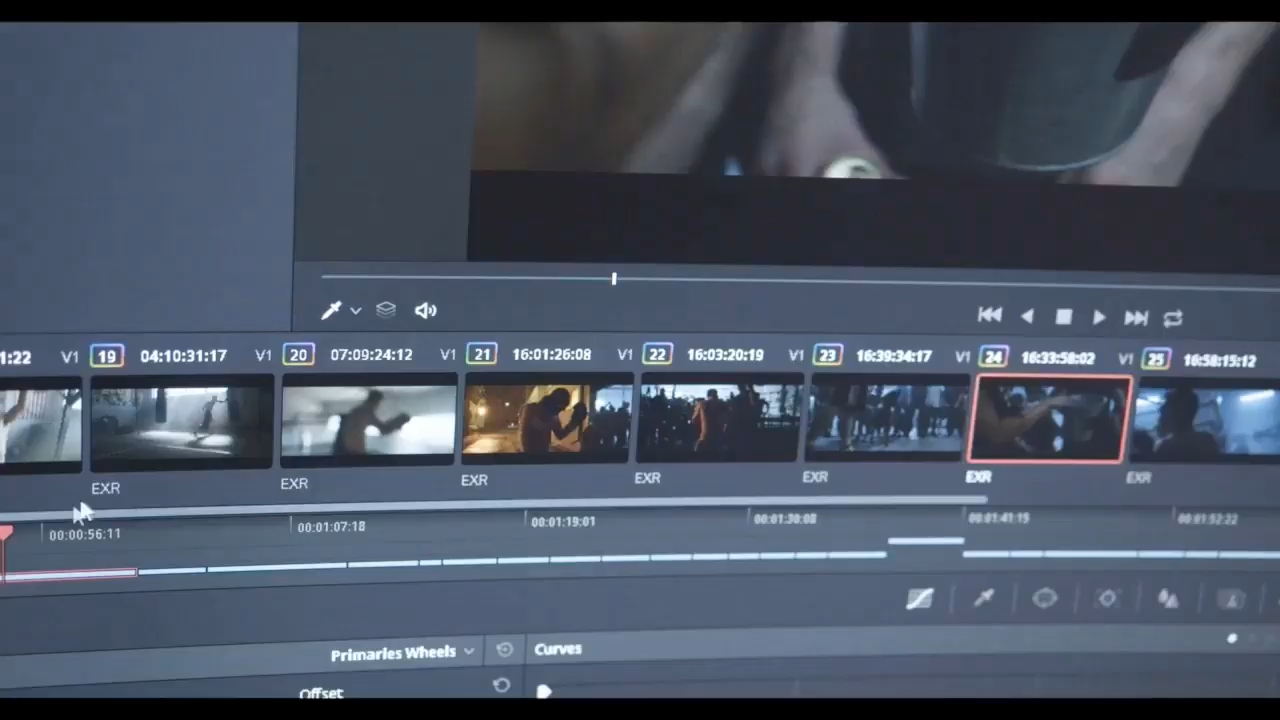 1:22 V1 19 04:10:31:17 V1 20 07:09:24:12 V1 21 16:01:26:08 V1 22 16:03:20:19 V1 23 16:39:34:17 V1 24 16:33:58:02 V1 25 16:58:15:12
EXR EXR EXR EXR EXR EXR EXR
00:00:56:11 00:01:07:18 00:01:19:01 00:01:30:08 00:01:41:15 00:01:52:22
Primaries Wheels Curves
Offset